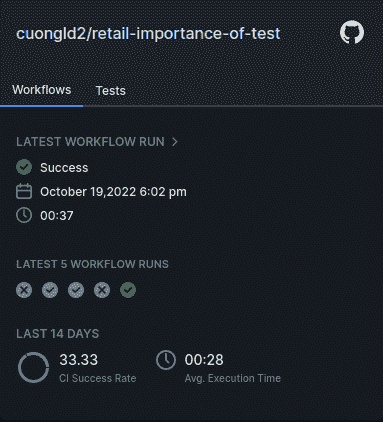 cuongld2/retail-importance-of-test
Workflows Tests
LATEST WORKFLOW RUN
Success
October 19,2022 6:02 pm
00:37
LATEST 5 WORKFLOW RUNS
LAST 14 DAYS
33.33 00:28
CI Success Rate Avg. Execution Time